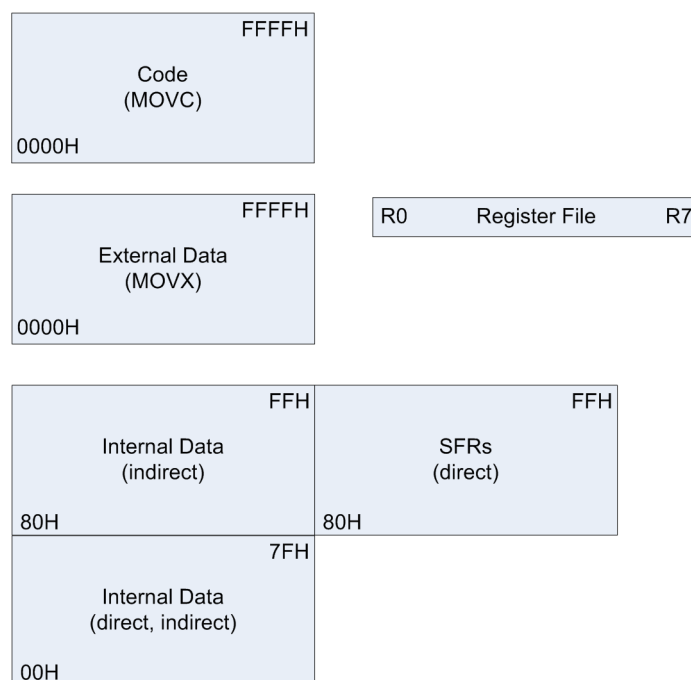 FFFFH
Code
(MOVC)
0000H
FFFFH
External Data
(MOVX)
0000H
R0 Register File R7
FFH
Internal Data
(indirect)
80H
FFH
SFRs
(direct)
80H
7FH
Internal Data
(direct, indirect)
00H